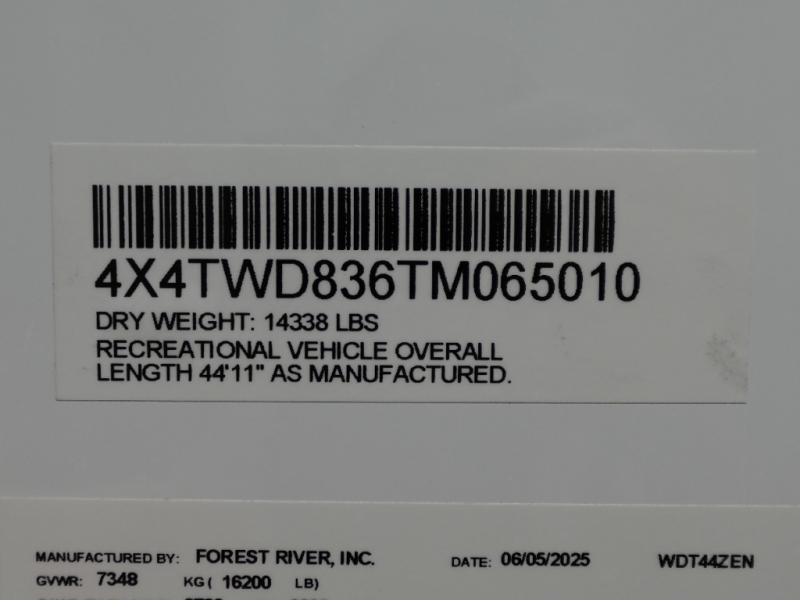 4X4TWD836TM065010
DRY WEIGHT: 14338 LBS
RECREATIONAL VEHICLE OVERALL
LENGTH 44'11" AS MANUFACTURED.
MANUFACTURED BY: FOREST RIVER, INC. DATE: 06/05/2025 WDT44ZEN
GVWR: 7348 KG ( 16200 LB)